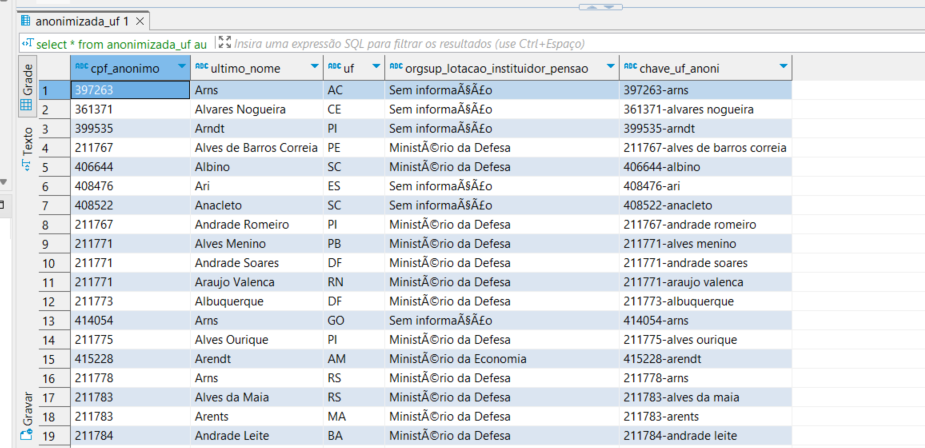 anonimizada_uf 1
select * from anonimizada_uf au Insira uma expressão SQL para filtrar os resultados (use Ctrl+Espaço)
Grade
Texto
Gravar
ABC cpf_anonimo ABC ultimo_nome ABC uf ABC orgsup_lotacao_instituidor_pensao ABC chave_uf_anoni
1 397263 Arns AC Sem informaÃ§Ã£o 397263-arns
2 361371 Alvares Nogueira CE Sem informaÃ§Ã£o 361371-alvares nogueira
3 399535 Arndt PI Sem informaÃ§Ã£o 399535-arndt
4 211767 Alves de Barros Correia PE MinistÃ©rio da Defesa 211767-alves de barros correia
5 406644 Albino SC MinistÃ©rio da Defesa 406644-albino
6 408476 Ari ES Sem informaÃ§Ã£o 408476-ari
7 408522 Anacleto SC Sem informaÃ§Ã£o 408522-anacleto
8 211767 Andrade Romeiro PI MinistÃ©rio da Defesa 211767-andrade romeiro
9 211771 Alves Menino PB MinistÃ©rio da Defesa 211771-alves menino
10 211771 Andrade Soares DF MinistÃ©rio da Defesa 211771-andrade soares
11 211771 Araujo Valenca RN MinistÃ©rio da Defesa 211771-araujo valenca
12 211773 Albuquerque DF MinistÃ©rio da Defesa 211773-albuquerque
13 414054 Arns GO Sem informaÃ§Ã£o 414054-arns
14 211775 Alves Ourique PI MinistÃ©rio da Defesa 211775-alves ourique
15 415228 Arendt AM MinistÃ©rio da Economia 415228-arendt
16 211778 Arns RS MinistÃ©rio da Defesa 211778-arns
17 211783 Alves da Maia RS MinistÃ©rio da Defesa 211783-alves da maia
18 211783 Arents MA MinistÃ©rio da Defesa 211783-arents
19 211784 Andrade Leite BA MinistÃ©rio da Defesa 211784-andrade leite